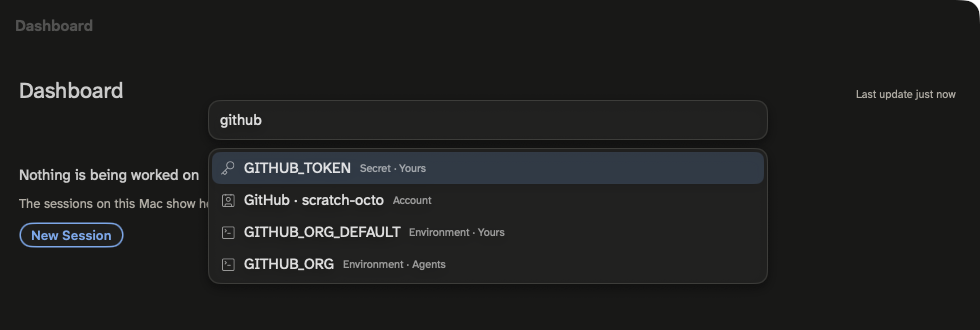 Dashboard
Dashboard
Last update just now
github
GITHUB_TOKEN Secret · Yours
Nothing is being worked on
GitHub · scratch-octo Account
The sessions on this Mac show
GITHUB_ORG_DEFAULT Environment · Yours
New Session
GITHUB_ORG Environment · Agents